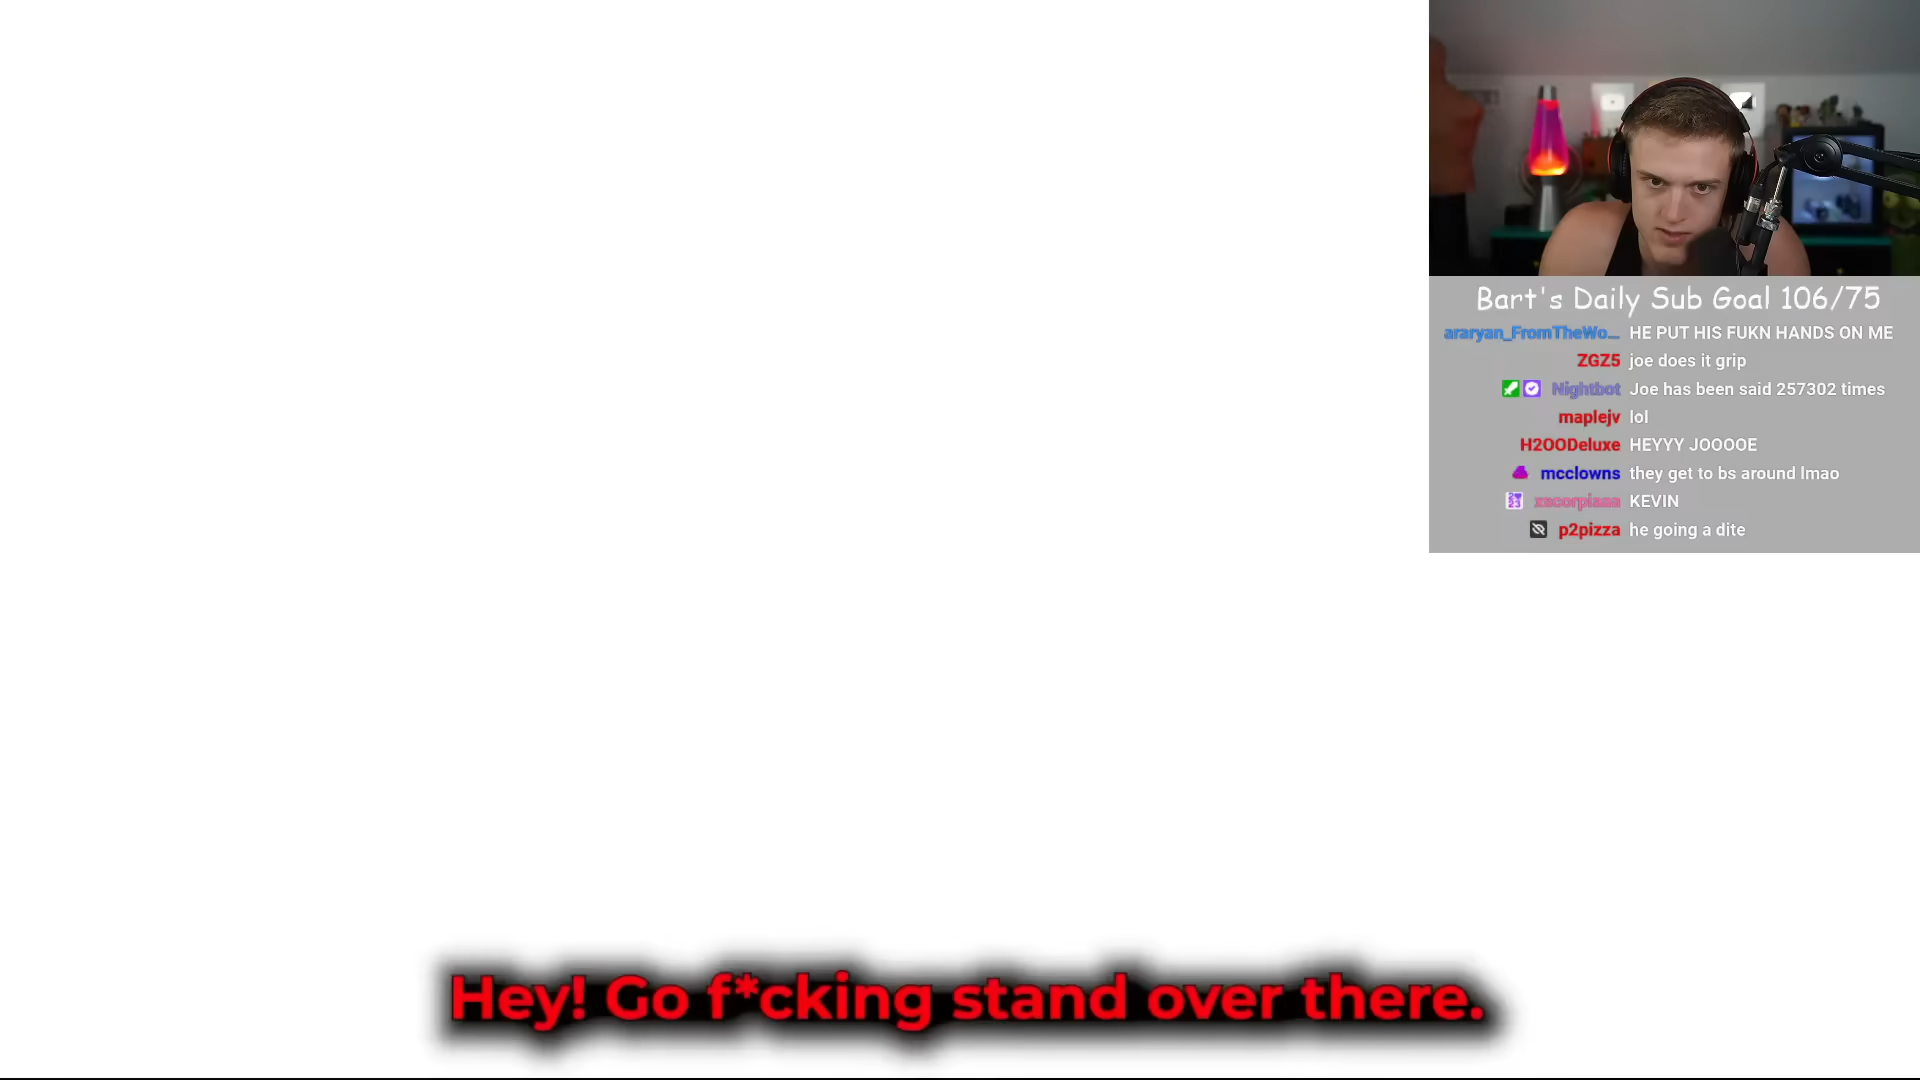 Bart's Daily Sub Goal 106/75
araryan_FromTheWo... HE PUT HIS FUKN HANDS ON ME
ZGZ5 joe does it grip
Nightbot Joe has been said 257302 times
maplejv lol
H2OODeluxe HEYYY JOOOOE
mcclowns they get to bs around lmao
xscorpiaaa KEVIN
p2pizza he going a dite
Hey! Go f*cking stand over there.